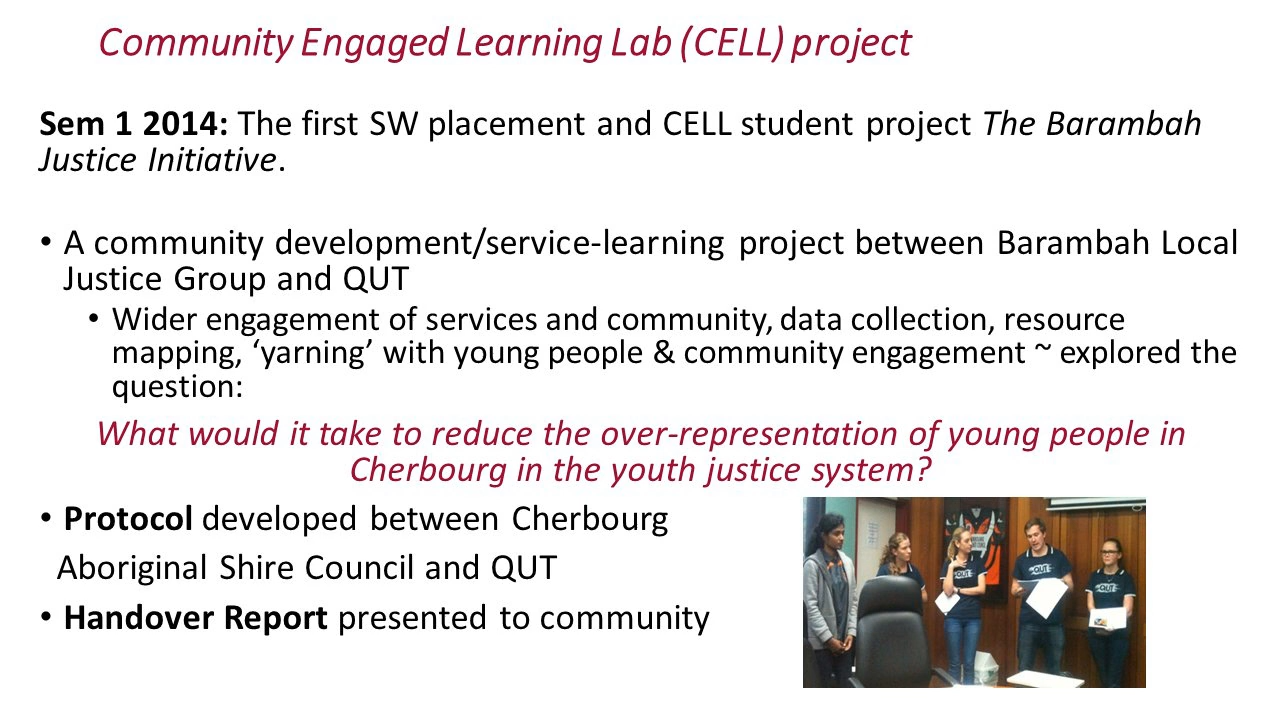 Community Engaged Learning Lab (CELL) project
Sem 1 2014: The first SW placement and CELL student project The Barambah
Justice Initiative.
• A community development/service-learning project between Barambah Local
Justice Group and QUT
• Wider engagement of services and community, data collection, resource
mapping, ‘yarning’ with young people & community engagement ~ explored the
question:
What would it take to reduce the over-representation of young people in
Cherbourg in the youth justice system?
• Protocol developed between Cherbourg
Aboriginal Shire Council and QUT
• Handover Report presented to community
QUT
QUT
QUT